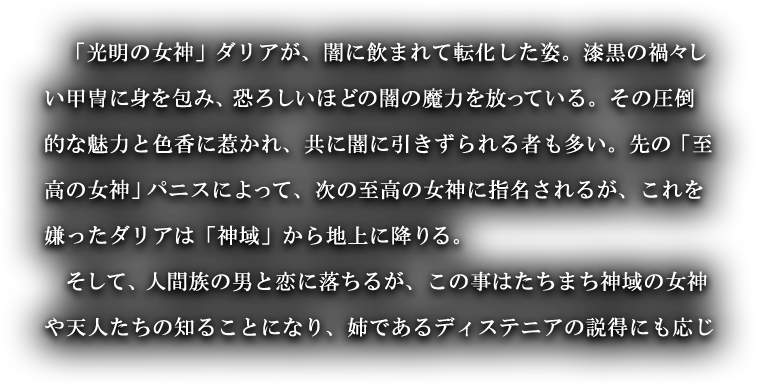 「光明の女神」ダリアが、闇に飲まれて転化した姿。漆黒の禍々し
い甲冑に身を包み、恐ろしいほどの闇の魔力を放っている。その圧倒
的な魅力と色香に惹かれ、共に闇に引きずられる者も多い。先の「至
高の女神」パニスによって、次の至高の女神に指名されるが、これを
嫌ったダリアは「神域」から地上に降りる。
そして、人間族の男と恋に落ちるが、この事はたちまち神域の女神
や天人たちの知ることになり、姉であるディステニアの説得にも応じ